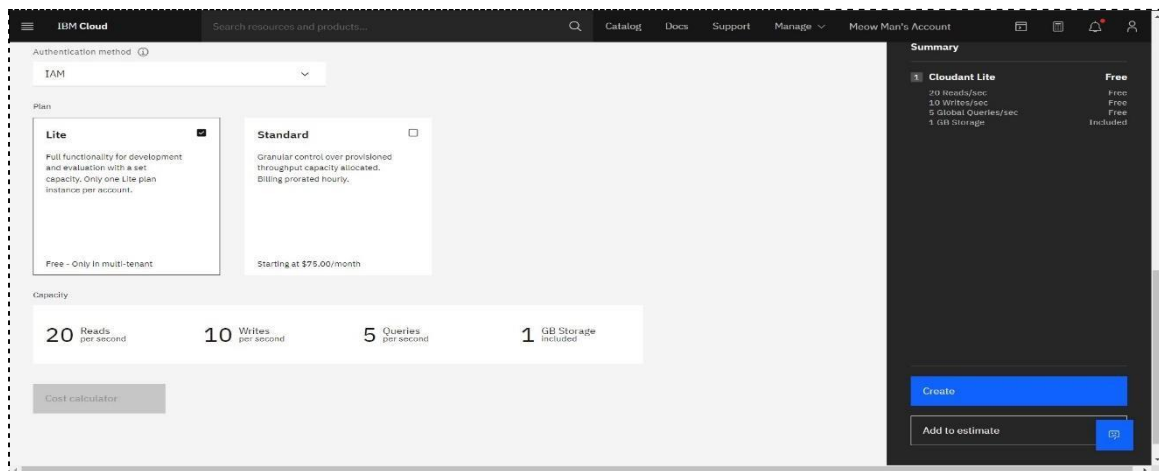 IBM Cloud
Search resources and products...
Catalog
Docs
Support
Manage
Meow Man's Account
Authentication method
IAM
Plan
Lite
Full functionality for development
and evaluation with a set
capacity. Only one Lite plan
instance per account.
Free - Only in multi-tenant
Standard
Granular control over provisioned
throughput capacity allocated.
Billing prorated hourly.
Starting at $75.00/month
Capacity
20 Reads per second
10 Writes per second
5 Queries per second
1 GB Storage included
Cost calculator
Summary
1 Cloudant Lite Free
20 Reads/sec Free
10 Writes/sec Free
5 Global Queries/sec Free
1 GB Storage Included
Create
Add to estimate